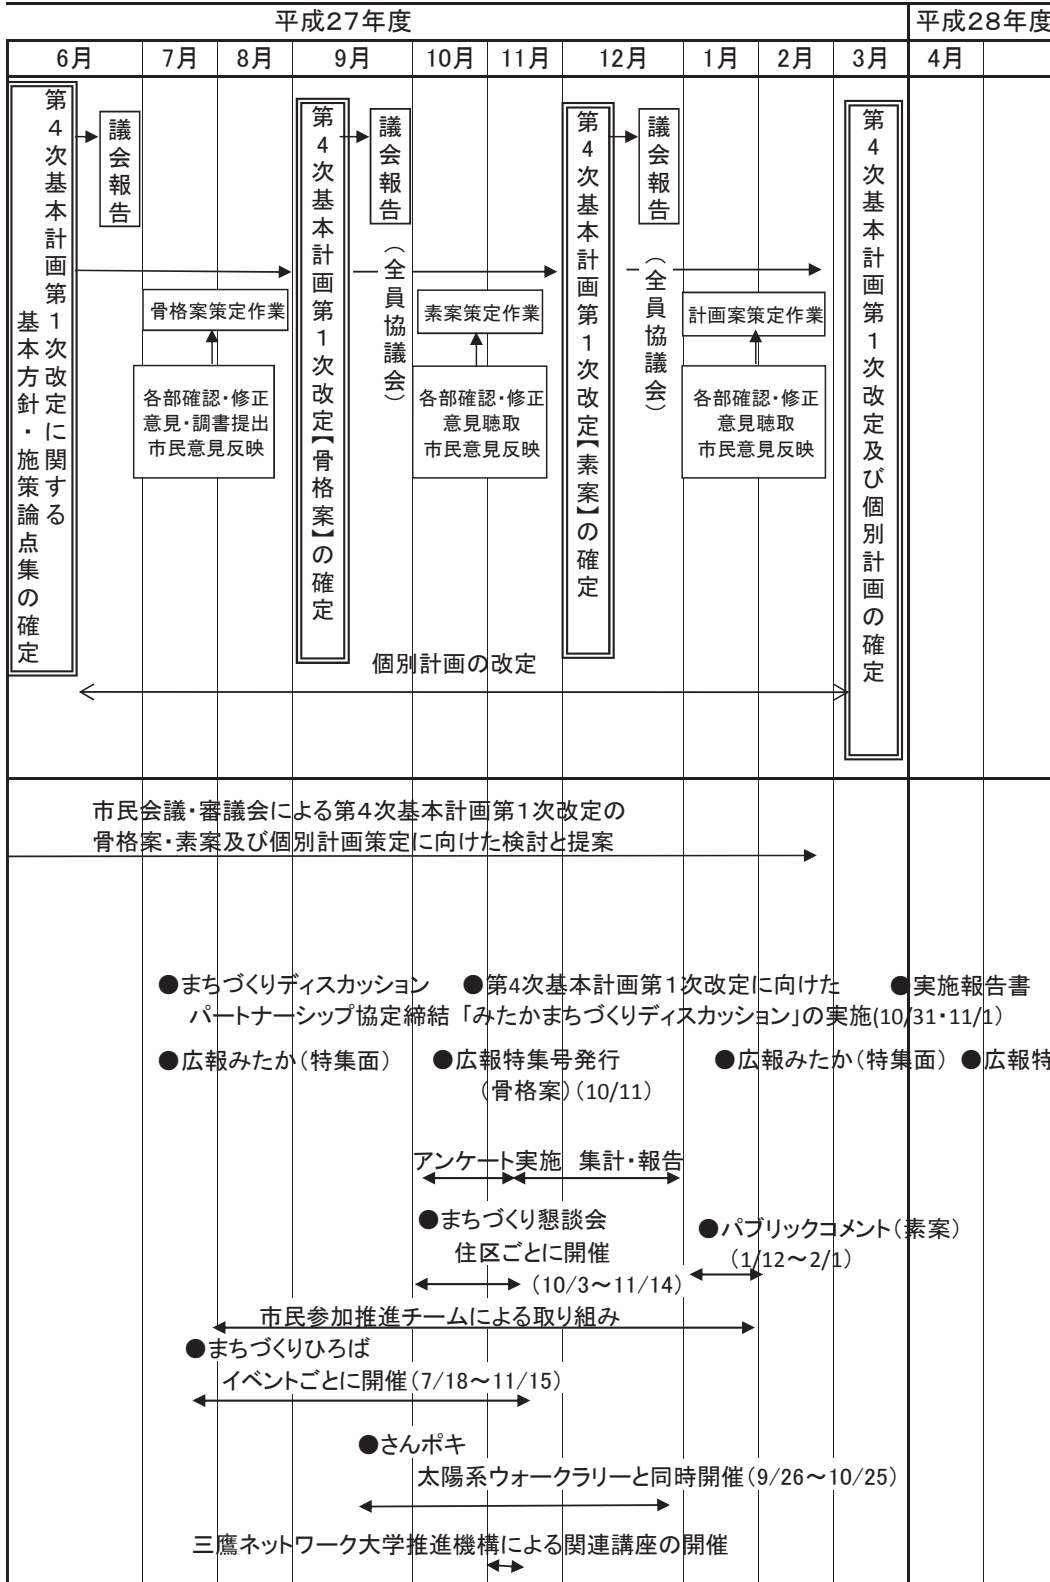 平成27年度
平成28年度
6月
7月
8月
9月
10月
11月
12月
1月
2月
3月
4月
第4次基本計画第1次改定に関する
基本方針・施策論点集の確定
議会報告
第4次基本計画第1次改定【骨格案】の確定
議会報告
（全員協議会）
第4次基本計画第1次改定【素案】の確定
議会報告
（全員協議会）
第4次基本計画第1次改定及び個別計画の確定
骨格案策定作業
各部確認・修正
意見・調書提出
市民意見反映
素案策定作業
各部確認・修正
意見聴取
市民意見反映
計画案策定作業
各部確認・修正
意見聴取
市民意見反映
個別計画の改定
市民会議・審議会による第4次基本計画第1次改定の
骨格案・素案及び個別計画策定に向けた検討と提案
●まちづくりディスカッション
パートナーシップ協定締結
●第4次基本計画第1次改定に向けた
「みたかまちづくりディスカッション」の実施(10/31・11/1)
●実施報告書
●広報みたか（特集面）
●広報特集号発行
（骨格案）（10/11）
●広報みたか（特集面）
●広報特
アンケート実施 集計・報告
●まちづくり懇談会
住区ごとに開催
（10/3～11/14）
●パブリックコメント（素案）
（1/12～2/1）
市民参加推進チームによる取り組み
●まちづくりひろば
イベントごとに開催（7/18～11/15）
●さんポキ
太陽系ウォークラリーと同時開催（9/26～10/25）
三鷹ネットワーク大学推進機構による関連講座の開催